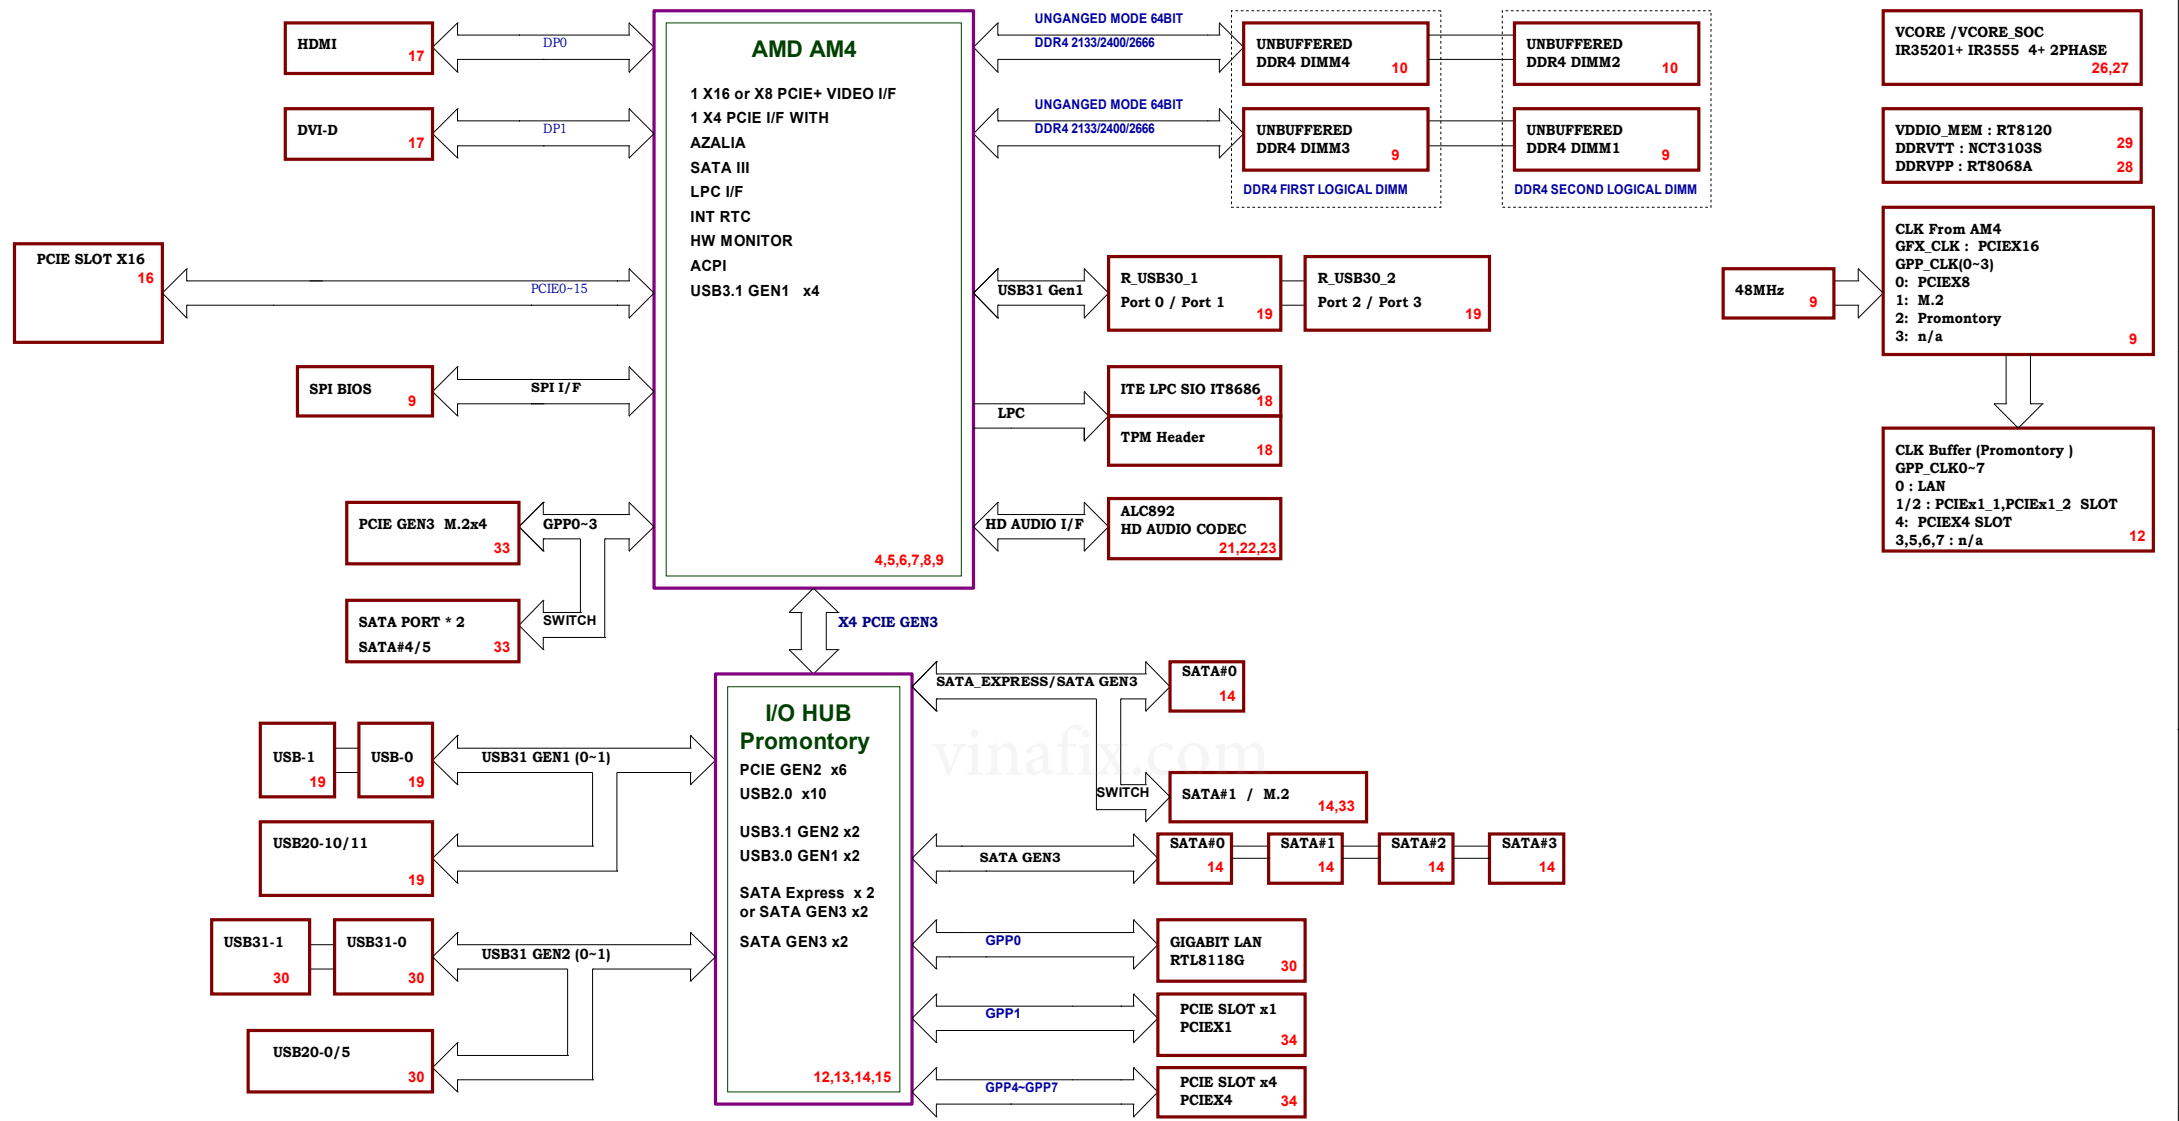 HDMI
17
DP0
DVI-D
17
DP1
PCIE SLOT X16
16
PCIE0~15
SPI BIOS
9
SPI I/F
PCIE GEN3 M.2x4
33
GPP0~3
SATA PORT * 2
SATA#4/5
33
SWITCH
AMD AM4
1 X16 or X8 PCIE+ VIDEO I/F
1 X4 PCIE I/F WITH
AZALIA
SATA III
LPC I/F
INT RTC
HW MONITOR
ACPI
USB3.1 GEN1 x4
4,5,6,7,8,9
UNGANGED MODE 64BIT
DDR4 2133/2400/2666
UNBUFFERED
DDR4 DIMM4
10
UNBUFFERED
DDR4 DIMM2
10
UNGANGED MODE 64BIT
DDR4 2133/2400/2666
UNBUFFERED
DDR4 DIMM3
9
UNBUFFERED
DDR4 DIMM1
9
DDR4 FIRST LOGICAL DIMM
DDR4 SECOND LOGICAL DIMM
USB31 Gen1
R_USB30_1
Port 0 / Port 1
19
R_USB30_2
Port 2 / Port 3
19
LPC
ITE LPC SIO IT8686
18
TPM Header
18
HD AUDIO I/F
ALC892
HD AUDIO CODEC
21,22,23
VCORE /VCORE_SOC
IR35201+ IR3555 4+ 2PHASE
26,27
VDDIO_MEM : RT8120
DDRVTT : NCT3103S
29
DDRVPP : RT8068A
28
48MHz
9
CLK From AM4
GFX_CLK : PCIEX16
GPP_CLK(0~3)
0: PCIEX8
1: M.2
2: Promontory
3: n/a
9
CLK Buffer (Promontory )
GPP_CLK0~7
0 : LAN
1/2 : PCIEx1_1,PCIEx1_2 SLOT
4: PCIEX4 SLOT
3,5,6,7 : n/a
12
X4 PCIE GEN3
I/O HUB
Promontory
PCIE GEN2 x6
USB2.0 x10
USB3.1 GEN2 x2
USB3.0 GEN1 x2
SATA Express x 2
or SATA GEN3 x2
SATA GEN3 x2
12,13,14,15
USB-1
19
USB-0
19
USB31 GEN1 (0~1)
USB20-10/11
19
USB31-1
30
USB31-0
30
USB31 GEN2 (0~1)
USB20-0/5
30
SATA_EXPRESS/SATA GEN3
SATA#0
14
vinafix.com
SWITCH
SATA#1 / M.2
14,33
SATA GEN3
SATA#0
14
SATA#1
14
SATA#2
14
SATA#3
14
GPP0
GIGABIT LAN
RTL8118G
30
GPP1
PCIE SLOT x1
PCIEX1
34
GPP4~GPP7
PCIE SLOT x4
PCIEX4
34